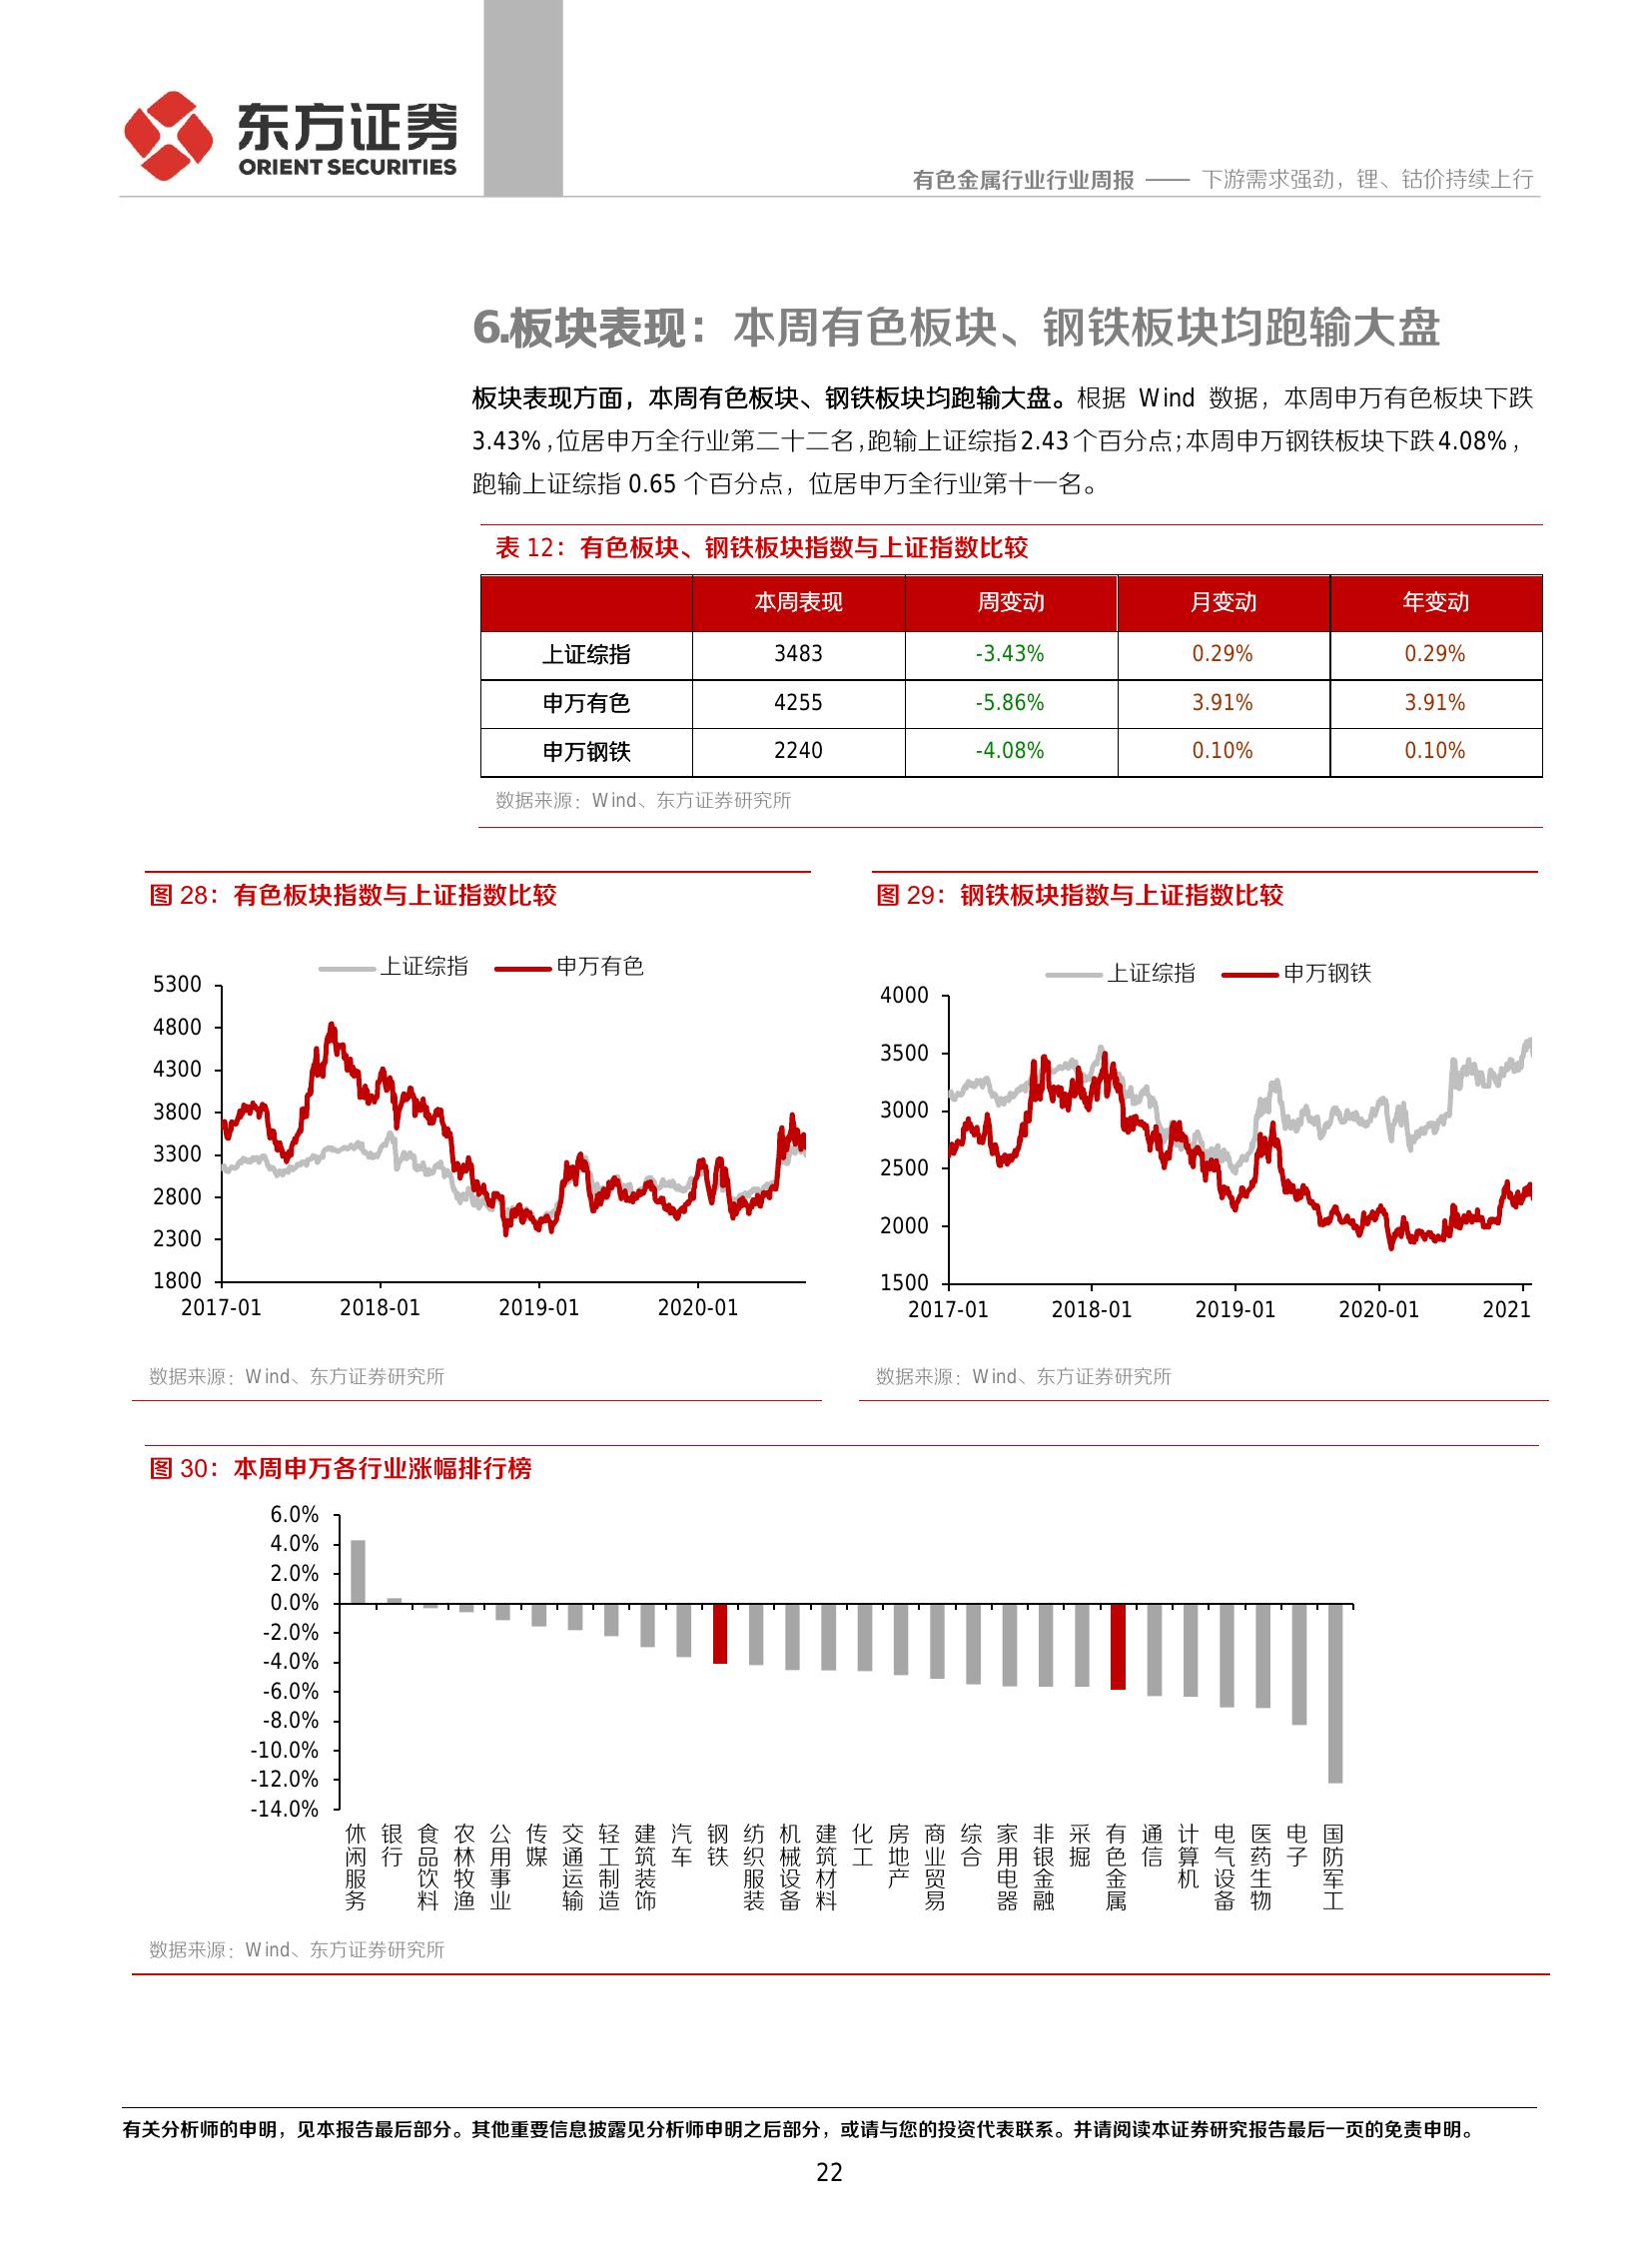 东方证券
ORIENT SECURITIES
有色金属行业行业周报 —— 下游需求强劲，锂、钴价持续上行
6.板块表现：本周有色板块、钢铁板块均跑输大盘
板块表现方面，本周有色板块、钢铁板块均跑输大盘。根据 Wind 数据，本周申万有色板块下跌
3.43%，位居申万全行业第二十二名，跑输上证综指 2.43 个百分点；本周申万钢铁板块下跌 4.08%，
跑输上证综指 0.65 个百分点，位居申万全行业第十一名。
表 12：有色板块、钢铁板块指数与上证指数比较
本周表现 周变动 月变动 年变动
上证综指 3483 -3.43% 0.29% 0.29%
申万有色 4255 -5.86% 3.91% 3.91%
申万钢铁 2240 -4.08% 0.10% 0.10%
数据来源：Wind、东方证券研究所
图 28：有色板块指数与上证指数比较
上证综指 申万有色
5300
4800
4300
3800
3300
2800
2300
1800
2017-01 2018-01 2019-01 2020-01
数据来源：Wind、东方证券研究所
图 29：钢铁板块指数与上证指数比较
上证综指 申万钢铁
4000
3500
3000
2500
2000
1500
2017-01 2018-01 2019-01 2020-01 2021
数据来源：Wind、东方证券研究所
图 30：本周申万各行业涨幅排行榜
6.0%
4.0%
2.0%
0.0%
-2.0%
-4.0%
-6.0%
-8.0%
-10.0%
-12.0%
-14.0%
休闲服务 银行 食品饮料 农林牧渔 公用事业 传媒 交通运输 轻工制造 建筑装饰 汽车 钢铁 纺织服装 机械设备 建筑材料 化工 房地产 商业贸易 综合 家用电器 非银金融 采掘 有色金属 通信 计算机 电气设备 医药生物 电子 国防军工
数据来源：Wind、东方证券研究所
有关分析师的申明，见本报告最后部分。其他重要信息披露见分析师申明之后部分，或请与您的投资代表联系。并请阅读本证券研究报告最后一页的免责申明。
22